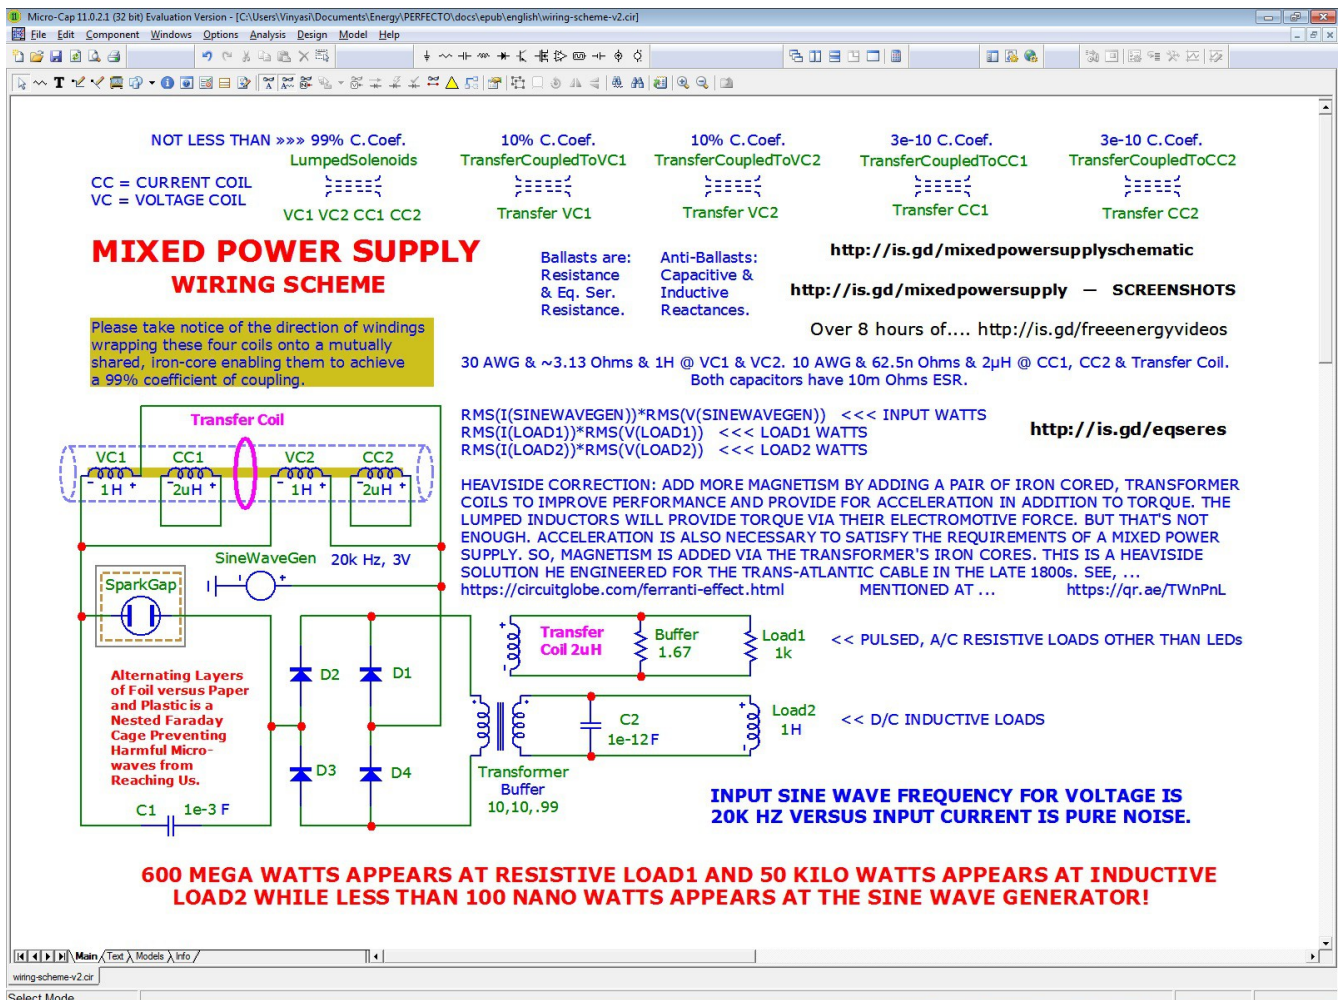 Micro-Cap 11.0.2.1 (32 bit) Evaluation Version - [C:\Users\Vinyasi\Documents\Energy\PERFECTO\docs\epub\english\wiring-scheme-v2.cir]
File Edit Component Windows Options Analysis Design Model Help
NOT LESS THAN >>> 99% C.Coef. 10% C.Coef. 10% C.Coef. 3e-10 C.Coef. 3e-10 C.Coef.
LumpedSolenoids TransferCoupledToVC1 TransferCoupledToVC2 TransferCoupledToCC1 TransferCoupledToCC2
CC = CURRENT COIL
VC = VOLTAGE COIL
VC1 VC2 CC1 CC2 Transfer VC1 Transfer VC2 Transfer CC1 Transfer CC2
MIXED POWER SUPPLY
WIRING SCHEME
Ballasts are:
Resistance
& Eq. Ser.
Resistance.
Anti-Ballasts:
Capacitive &
Inductive
Reactances.
http://is.gd/mixedpowersupplyschematic
http://is.gd/mixedpowersupply — SCREENSHOTS
Over 8 hours of.... http://is.gd/freeenergyvideos
Please take notice of the direction of windings
wrapping these four coils onto a mutually
shared, iron-core enabling them to achieve
a 99% coefficient of coupling.
30 AWG & ~3.13 Ohms & 1H @ VC1 & VC2. 10 AWG & 62.5n Ohms & 2µH @ CC1, CC2 & Transfer Coil.
Both capacitors have 10m Ohms ESR.
RMS(I(SINEWAVEGEN))*RMS(V(SINEWAVEGEN)) <<< INPUT WATTS
RMS(I(LOAD1))*RMS(V(LOAD1)) <<< LOAD1 WATTS
RMS(I(LOAD2))*RMS(V(LOAD2)) <<< LOAD2 WATTS
http://is.gd/eqseres
Transfer Coil
VC1 CC1 VC2 CC2
- 1H + - 2uH + - 1H + - 2uH +
HEAVISIDE CORRECTION: ADD MORE MAGNETISM BY ADDING A PAIR OF IRON CORED, TRANSFORMER
COILS TO IMPROVE PERFORMANCE AND PROVIDE FOR ACCELERATION IN ADDITION TO TORQUE. THE
LUMPED INDUCTORS WILL PROVIDE TORQUE VIA THEIR ELECTROMOTIVE FORCE. BUT THAT'S NOT
ENOUGH. ACCELERATION IS ALSO NECESSARY TO SATISFY THE REQUIREMENTS OF A MIXED POWER
SUPPLY. SO, MAGNETISM IS ADDED VIA THE TRANSFORMER'S IRON CORES. THIS IS A HEAVISIDE
SOLUTION HE ENGINEERED FOR THE TRANS-ATLANTIC CABLE IN THE LATE 1800s. SEE, ...
https://circuitglobe.com/ferranti-effect.html MENTIONED AT ... https://qr.ae/TWnPnL
SineWaveGen 20k Hz, 3V
SparkGap
Alternating Layers
of Foil versus Paper
and Plastic is a
Nested Faraday
Cage Preventing
Harmful Micro-
waves from
Reaching Us.
C1 1e-3 F
D2 D1
D3 D4
Transfer
Coil 2uH
Buffer
1.67
Load1
1k
<< PULSED, A/C RESISTIVE LOADS OTHER THAN LEDs
C2
1e-12F
Load2
1H
<< D/C INDUCTIVE LOADS
Transformer
Buffer
10,10,.99
INPUT SINE WAVE FREQUENCY FOR VOLTAGE IS
20K HZ VERSUS INPUT CURRENT IS PURE NOISE.
600 MEGA WATTS APPEARS AT RESISTIVE LOAD1 AND 50 KILO WATTS APPEARS AT INDUCTIVE
LOAD2 WHILE LESS THAN 100 NANO WATTS APPEARS AT THE SINE WAVE GENERATOR!
Main Text Models Info
wiring-scheme-v2.cir
Select Mode